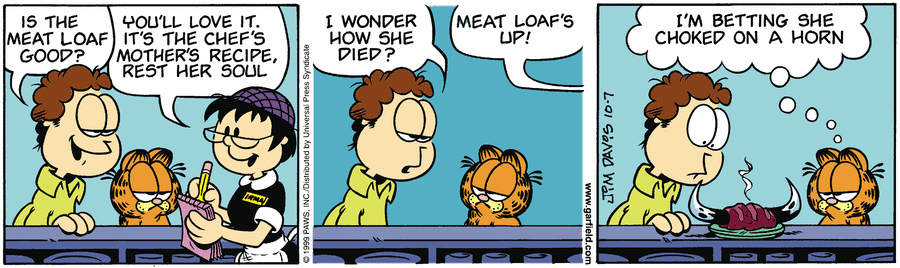 IS THE
MEAT LOAF
GOOD?
YOU'LL LOVE IT.
IT'S THE CHEF'S
MOTHER'S RECIPE,
REST HER SOUL
IRMA
© 1999 PAWS, INC./Distributed by Universal Press Syndicate
I WONDER
HOW SHE
DIED?
MEAT LOAF'S
UP!
www.garfield.com
I'M BETTING SHE
CHOKED ON A HORN
JIM DAVIS 10-7